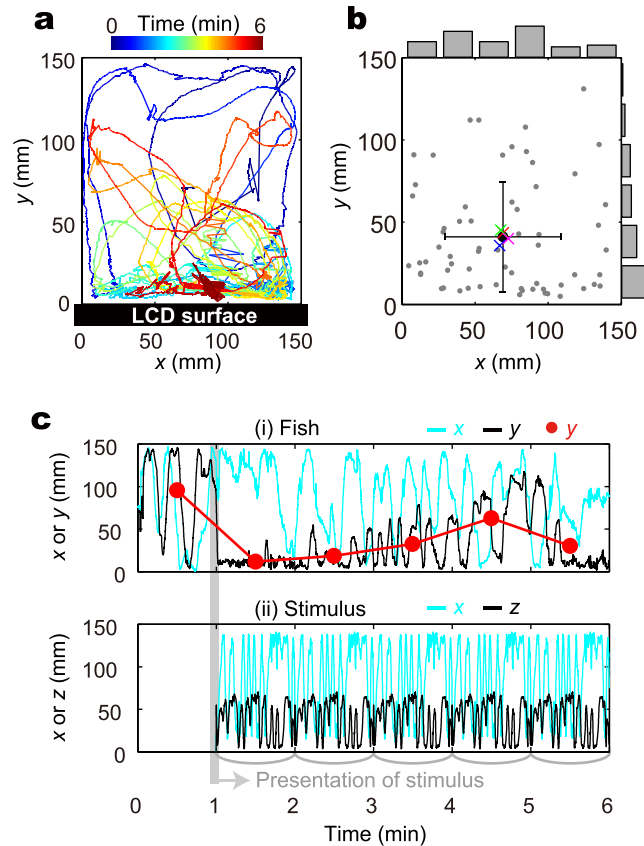 a
Time (min)
0 6
150
100
50
0
y (mm)
LCD surface
0 50 100 150
x (mm)
b
150
100
50
0
y (mm)
0 50 100 150
x (mm)
c
(i) Fish
x y y
150
100
50
0
x or y (mm)
(ii) Stimulus
x z
150
100
50
0
x or z (mm)
Presentation of stimulus
0 1 2 3 4 5 6
Time (min)